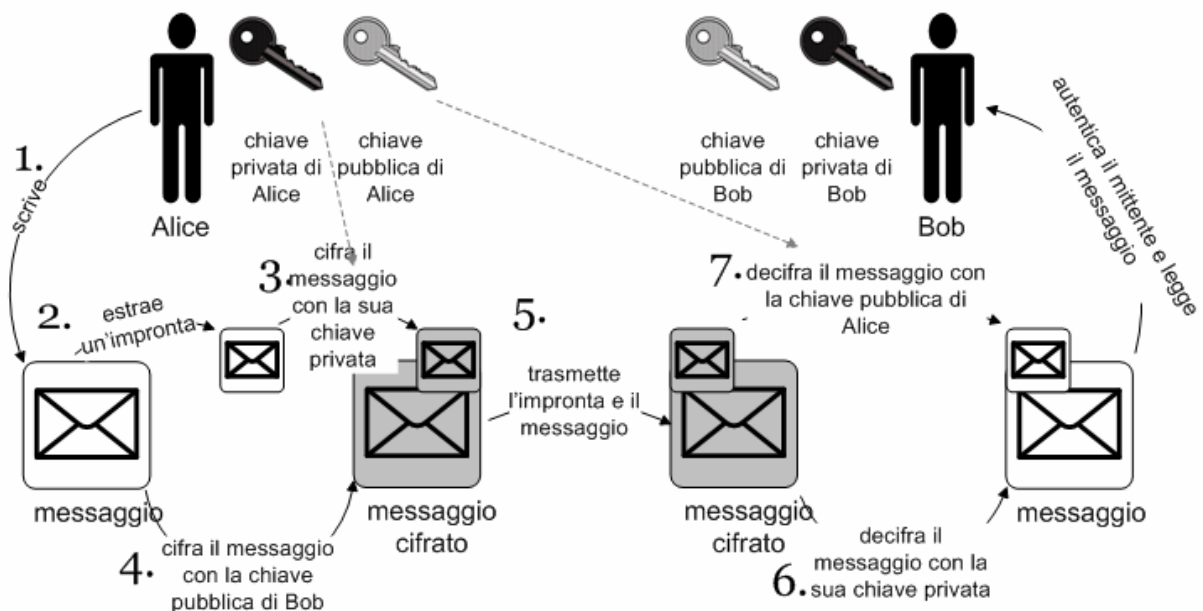 chiave
privata di
Alice
chiave
pubblica di
Alice
chiave
pubblica di
Bob
chiave
privata di
Bob
Alice
Bob
1.
scrive
2.
estrae
un'impronta
3.
cifra il
messaggio
con la sua
chiave
privata
4.
cifra il messaggio
con la chiave
pubblica di Bob
5.
trasmette
l'impronta e il
messaggio
6.
decifra il
messaggio con la
sua chiave privata
7.
decifra il messaggio con
la chiave pubblica di
Alice
autentica il mittente e legge
il messaggio
messaggio
messaggio
cifrato
messaggio
cifrato
messaggio